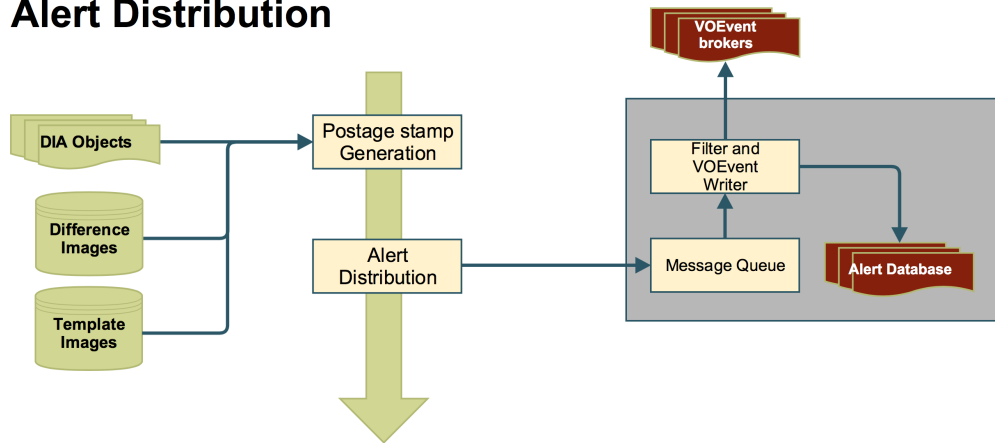 Alert Distribution
VOEvent
brokers
DIA Objects
Postage stamp
Generation
Filter and
VOEvent
Writer
Difference
Images
Alert
Distribution
Message Queue
Alert Database
Template
Images